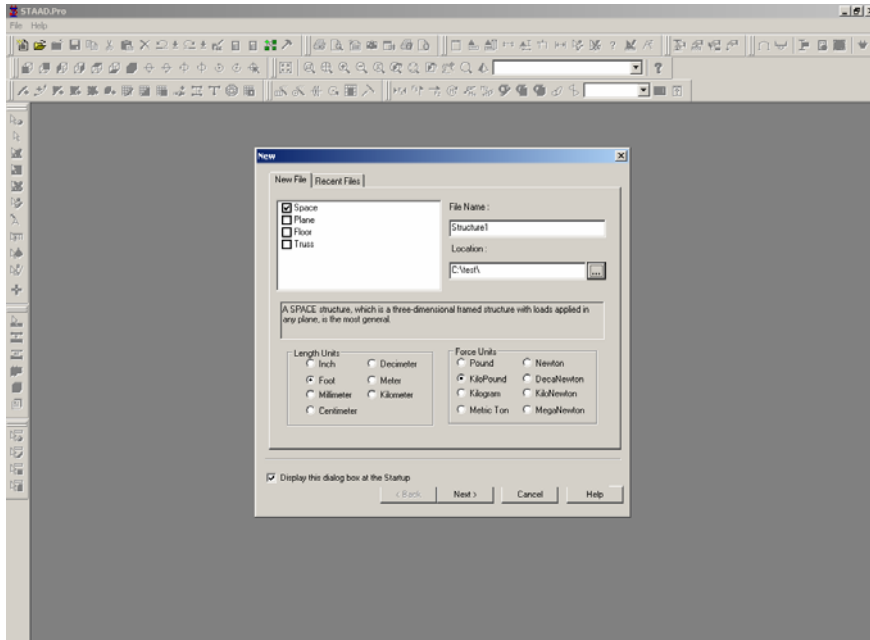 STAAD.Pro
File Help
New
New File Recent Files
Space
Plane
Floor
Truss
File Name :
Structure1
Location :
C:\test\
...
A SPACE structure, which is a three-dimensional framed structure with loads applied in
any plane, is the most general.
Length Units
Inch Decimeter
Foot Meter
Millimeter Kilometer
Centimeter
Force Units
Pound Newton
KiloPound DecaNewton
Kilogram KiloNewton
Metric Ton MegaNewton
Display this dialog box at the Startup
< Back Next > Cancel Help